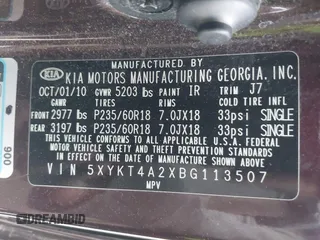 MANUFACTURED BY
KIA KIA MOTORS MANUFACTURING GEORGIA, INC.
OCT/01/10 GVWR 5203 lbs PAINT IR TRIM J7
GAWR TIRES RIMS COLD TIRE INFL.
FRONT 2977 lbs P235/60R18 7.0JX18 33psi SINGLE
REAR 3197 lbs P235/60R18 7.0JX18 33psi SINGLE
THIS VEHICLE CONFORMS TO ALL APPLICABLE FEDERAL
MOTOR VEHICLE SAFETY AND THEFT PREVENTION STANDARDS
IN EFFECT ON THE DATE OF MANUFACTURE SHOWN ABOVE.
VIN 5XYKT4A2XBG113507
MPV
006
DREAMBID